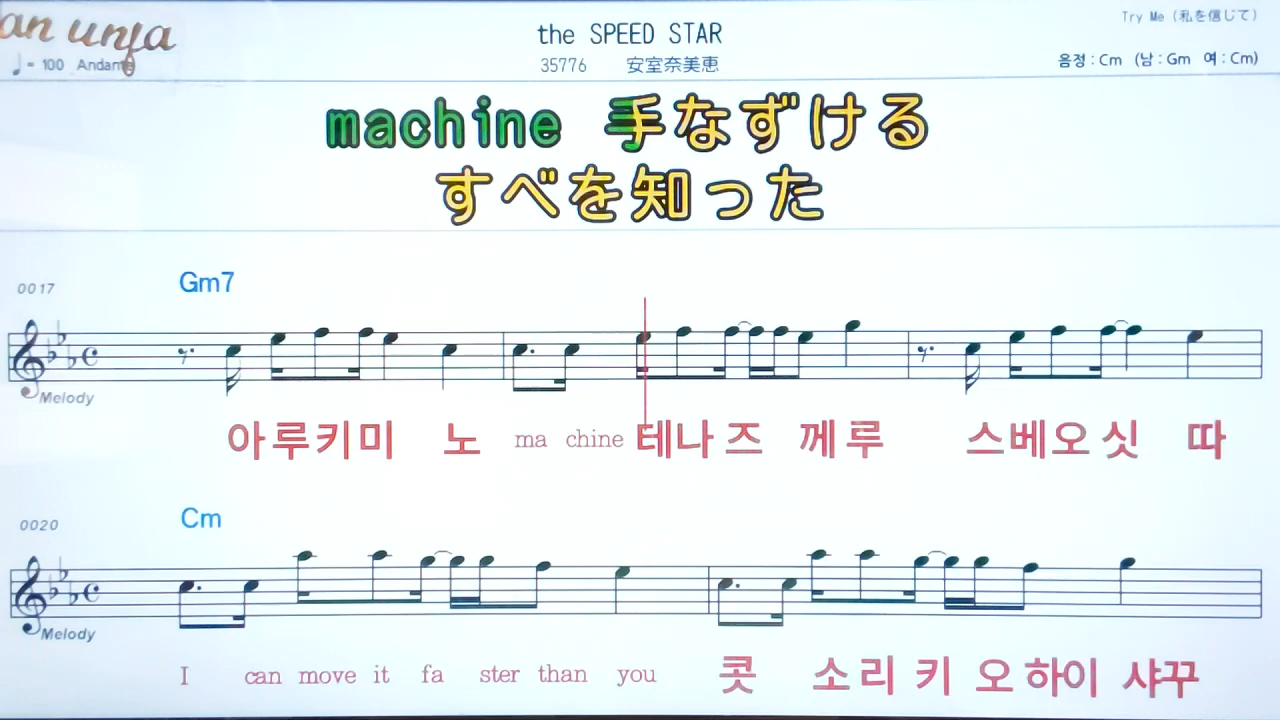 an unfa
♩= 100 Andante
the SPEED STAR
35776 安室奈美恵
Try Me (私を信じて)
음정 : Cm (남 : Gm 여 : Cm)
machine 手なずける
すべを知った
0017
Gm7
Melody
아루키미 노 ma chine 테나 즈 께루 스베오 싯 따
0020
Cm
Melody
I can move it fa ster than you 콧 소리 키 오 하이 샤꾸